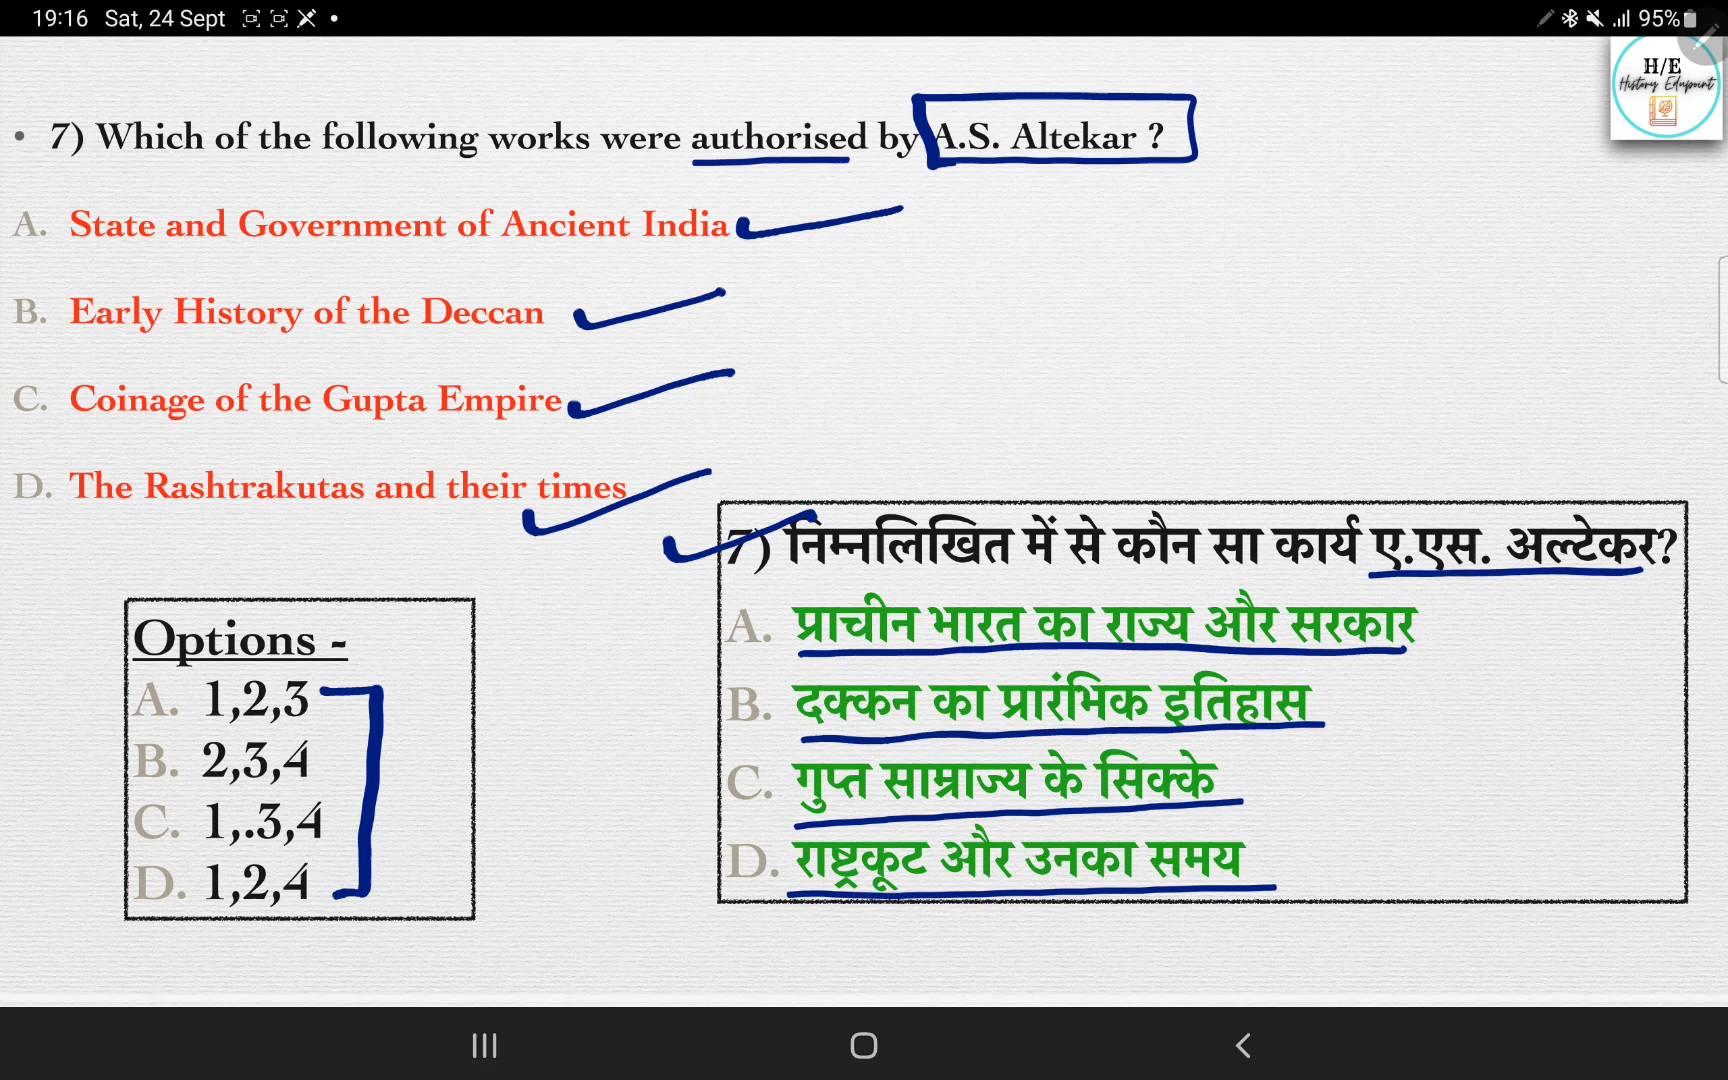 19:16 Sat, 24 Sept
95%
H/E
History Edupoint
• 7) Which of the following works were authorised by A.S. Altekar ?
A. State and Government of Ancient India
B. Early History of the Deccan
C. Coinage of the Gupta Empire
D. The Rashtrakutas and their times
Options -
A. 1,2,3
B. 2,3,4
C. 1,.3,4
D. 1,2,4
7) निम्नलिखित में से कौन सा कार्य ए.एस. अल्टेकर?
A. प्राचीन भारत का राज्य और सरकार
B. दक्कन का प्रारंभिक इतिहास
C. गुप्त साम्राज्य के सिक्के
D. राष्ट्रकूट और उनका समय